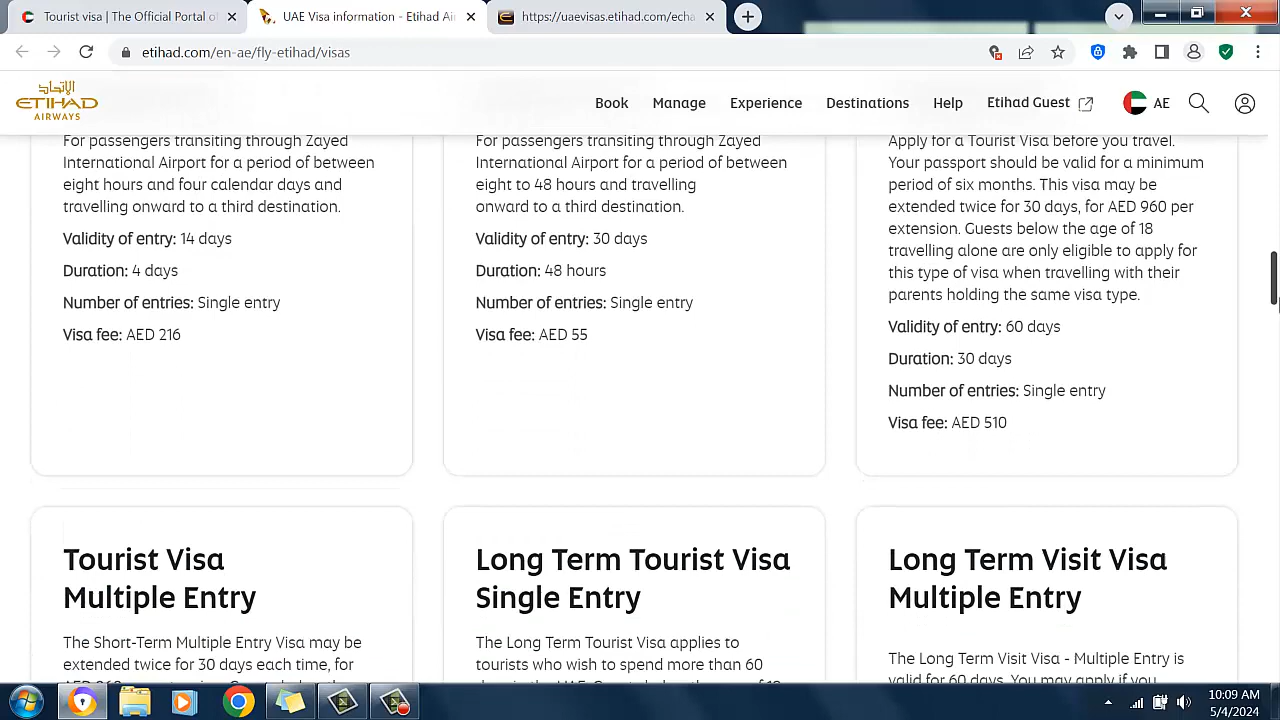 Tourist visa | The Official Portal of
UAE Visa information - Etihad Air
https://uaevisas.etihad.com/echa
etihad.com/en-ae/fly-etihad/visas
الاتحاد
ETIHAD
AIRWAYS
Book
Manage
Experience
Destinations
Help
Etihad Guest
AE
For passengers transiting through Zayed
International Airport for a period of between
eight hours and four calendar days and
travelling onward to a third destination.
Validity of entry: 14 days
Duration: 4 days
Number of entries: Single entry
Visa fee: AED 216
For passengers transiting through Zayed
International Airport for a period of between
eight to 48 hours and travelling
onward to a third destination.
Validity of entry: 30 days
Duration: 48 hours
Number of entries: Single entry
Visa fee: AED 55
Apply for a Tourist Visa before you travel.
Your passport should be valid for a minimum
period of six months. This visa may be
extended twice for 30 days, for AED 960 per
extension. Guests below the age of 18
travelling alone are only eligible to apply for
this type of visa when travelling with their
parents holding the same visa type.
Validity of entry: 60 days
Duration: 30 days
Number of entries: Single entry
Visa fee: AED 510
Tourist Visa
Multiple Entry
The Short-Term Multiple Entry Visa may be
extended twice for 30 days each time, for
Long Term Tourist Visa
Single Entry
The Long Term Tourist Visa applies to
tourists who wish to spend more than 60
Long Term Visit Visa
Multiple Entry
The Long Term Visit Visa - Multiple Entry is
valid for 60 days. You may apply if you
10:09 AM
5/4/2024